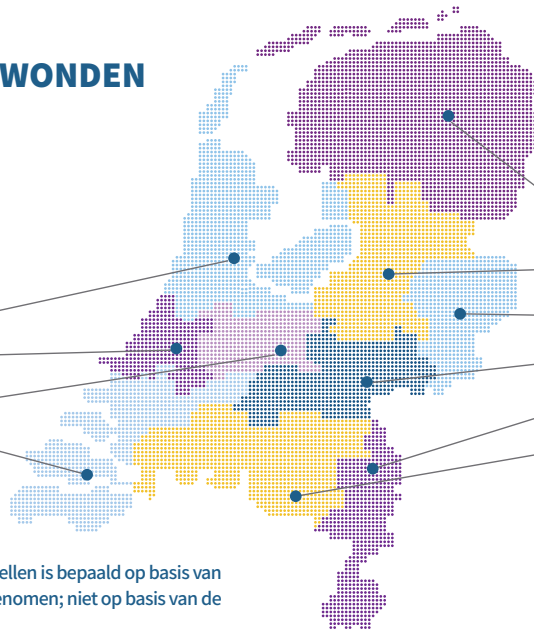 WONDEN
ellen is bepaald op basis van
enomen; niet op basis van de